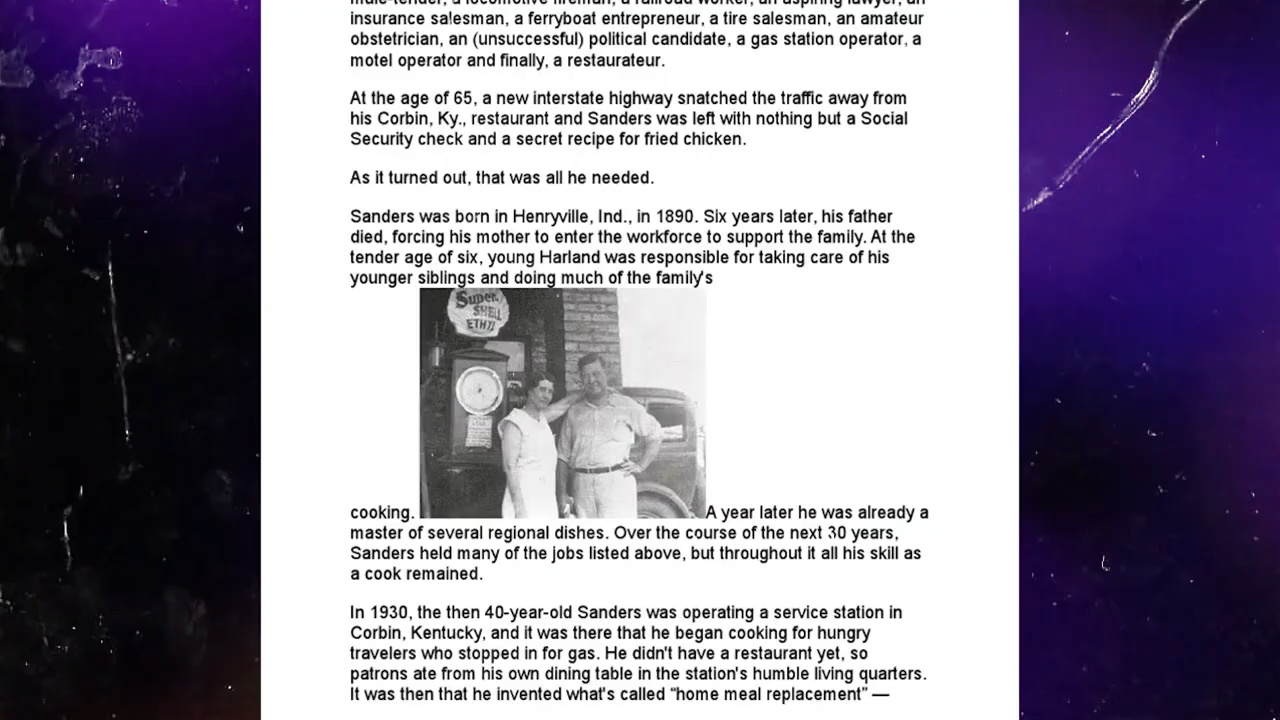 mule-tender, a locomotive fireman, a railroad worker, an aspiring lawyer, an
insurance salesman, a ferryboat entrepreneur, a tire salesman, an amateur
obstetrician, an (unsuccessful) political candidate, a gas station operator, a
motel operator and finally, a restaurateur.
At the age of 65, a new interstate highway snatched the traffic away from
his Corbin, Ky., restaurant and Sanders was left with nothing but a Social
Security check and a secret recipe for fried chicken.
As it turned out, that was all he needed.
Sanders was born in Henryville, Ind., in 1890. Six years later, his father
died, forcing his mother to enter the workforce to support the family. At the
tender age of six, young Harland was responsible for taking care of his
younger siblings and doing much of the family's
Super
SHELL
ETHYL
cooking. A year later he was already a
master of several regional dishes. Over the course of the next 30 years,
Sanders held many of the jobs listed above, but throughout it all his skill as
a cook remained.
In 1930, the then 40-year-old Sanders was operating a service station in
Corbin, Kentucky, and it was there that he began cooking for hungry
travelers who stopped in for gas. He didn't have a restaurant yet, so
patrons ate from his own dining table in the station's humble living quarters.
It was then that he invented what's called “home meal replacement” —